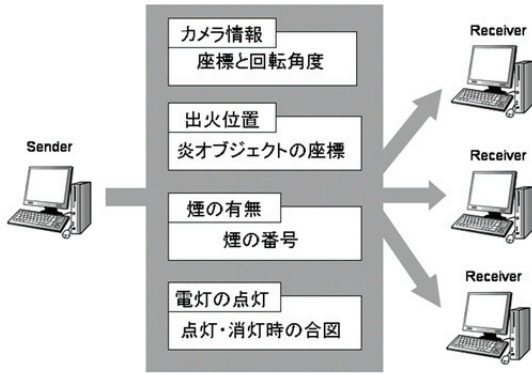 Sender
カメラ情報
座標と回転角度
出火位置
炎オブジェクトの座標
煙の有無
煙の番号
電灯の点灯
点灯・消灯時の合図
Receiver
Receiver
Receiver